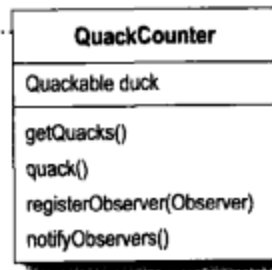 QuackCounter
Quackable duck
getQuacks()
quack()
registerObserver(Observer)
notifyObservers()